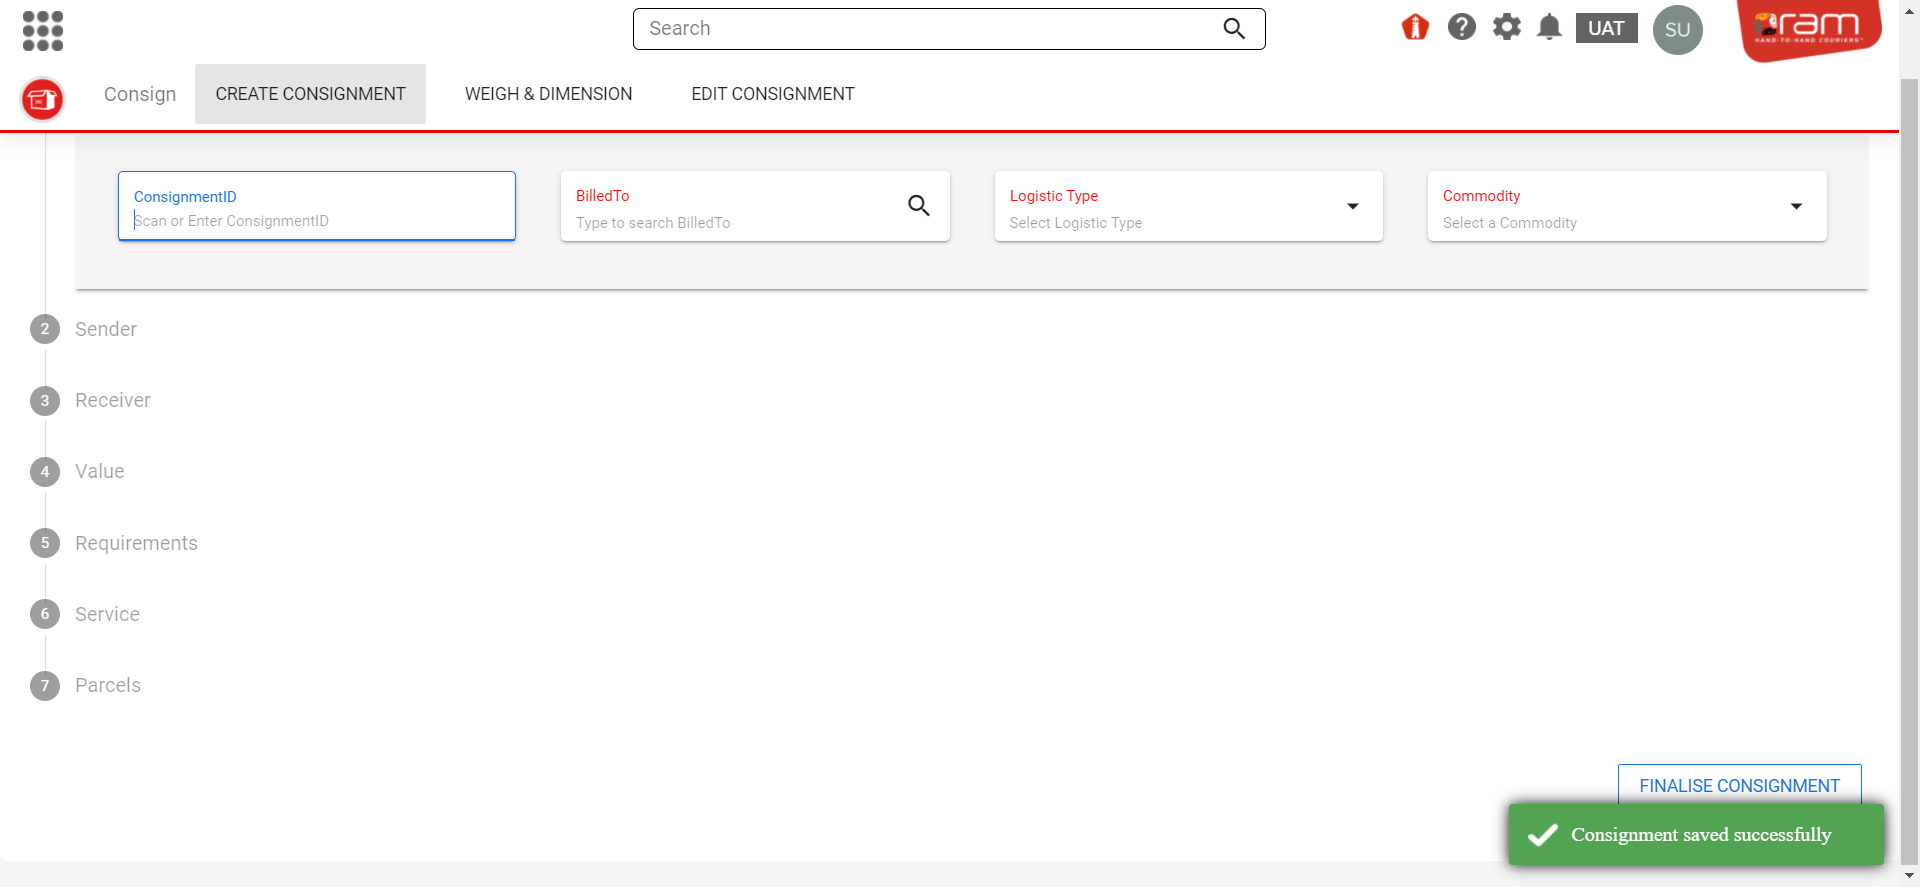 Search
UAT
SU
ram
HAND-TO-HAND COURIERS™
Consign
CREATE CONSIGNMENT
WEIGH & DIMENSION
EDIT CONSIGNMENT
ConsignmentID
Scan or Enter ConsignmentID
BilledTo
Type to search BilledTo
Logistic Type
Select Logistic Type
Commodity
Select a Commodity
2 Sender
3 Receiver
4 Value
5 Requirements
6 Service
7 Parcels
FINALISE CONSIGNMENT
Consignment saved successfully